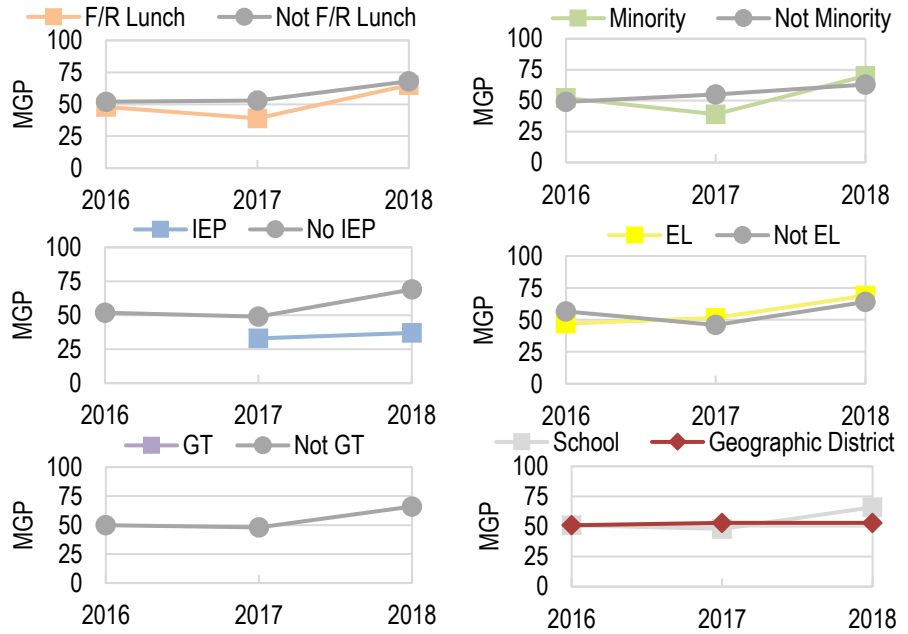 F/R Lunch Not F/R Lunch
100
75
50
25
0
MGP
2016 2017 2018
Minority Not Minority
100
75
50
25
0
MGP
2016 2017 2018
IEP No IEP
100
75
50
25
0
MGP
2016 2017 2018
EL Not EL
100
75
50
25
0
MGP
2016 2017 2018
GT Not GT
100
75
50
25
0
MGP
2016 2017 2018
School Geographic District
100
75
50
25
0
MGP
2016 2017 2018